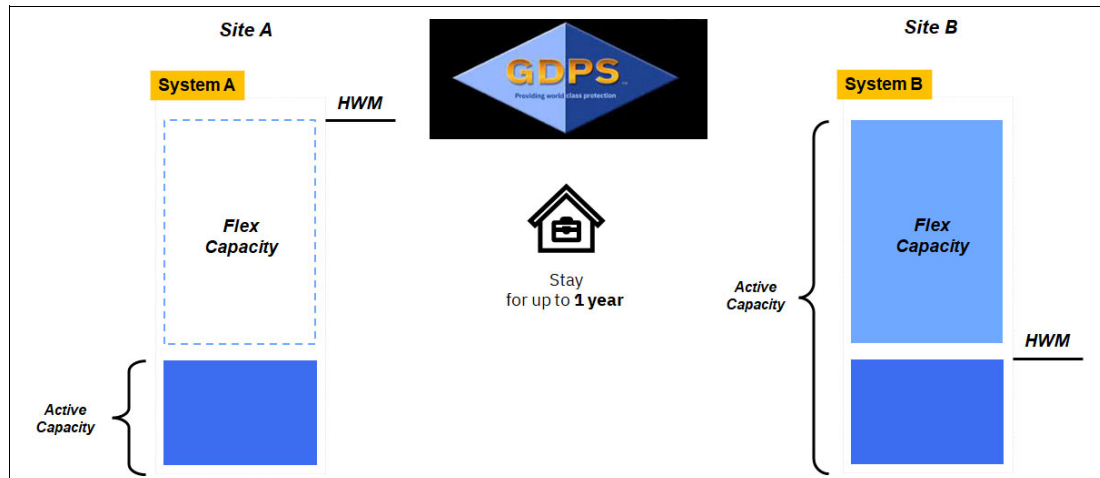 Site A
System A
HWM
Flex
Capacity
Active
Capacity
GDPS
Providing world class protection
Stay
for up to 1 year
Site B
System B
Flex
Capacity
Active
Capacity
HWM